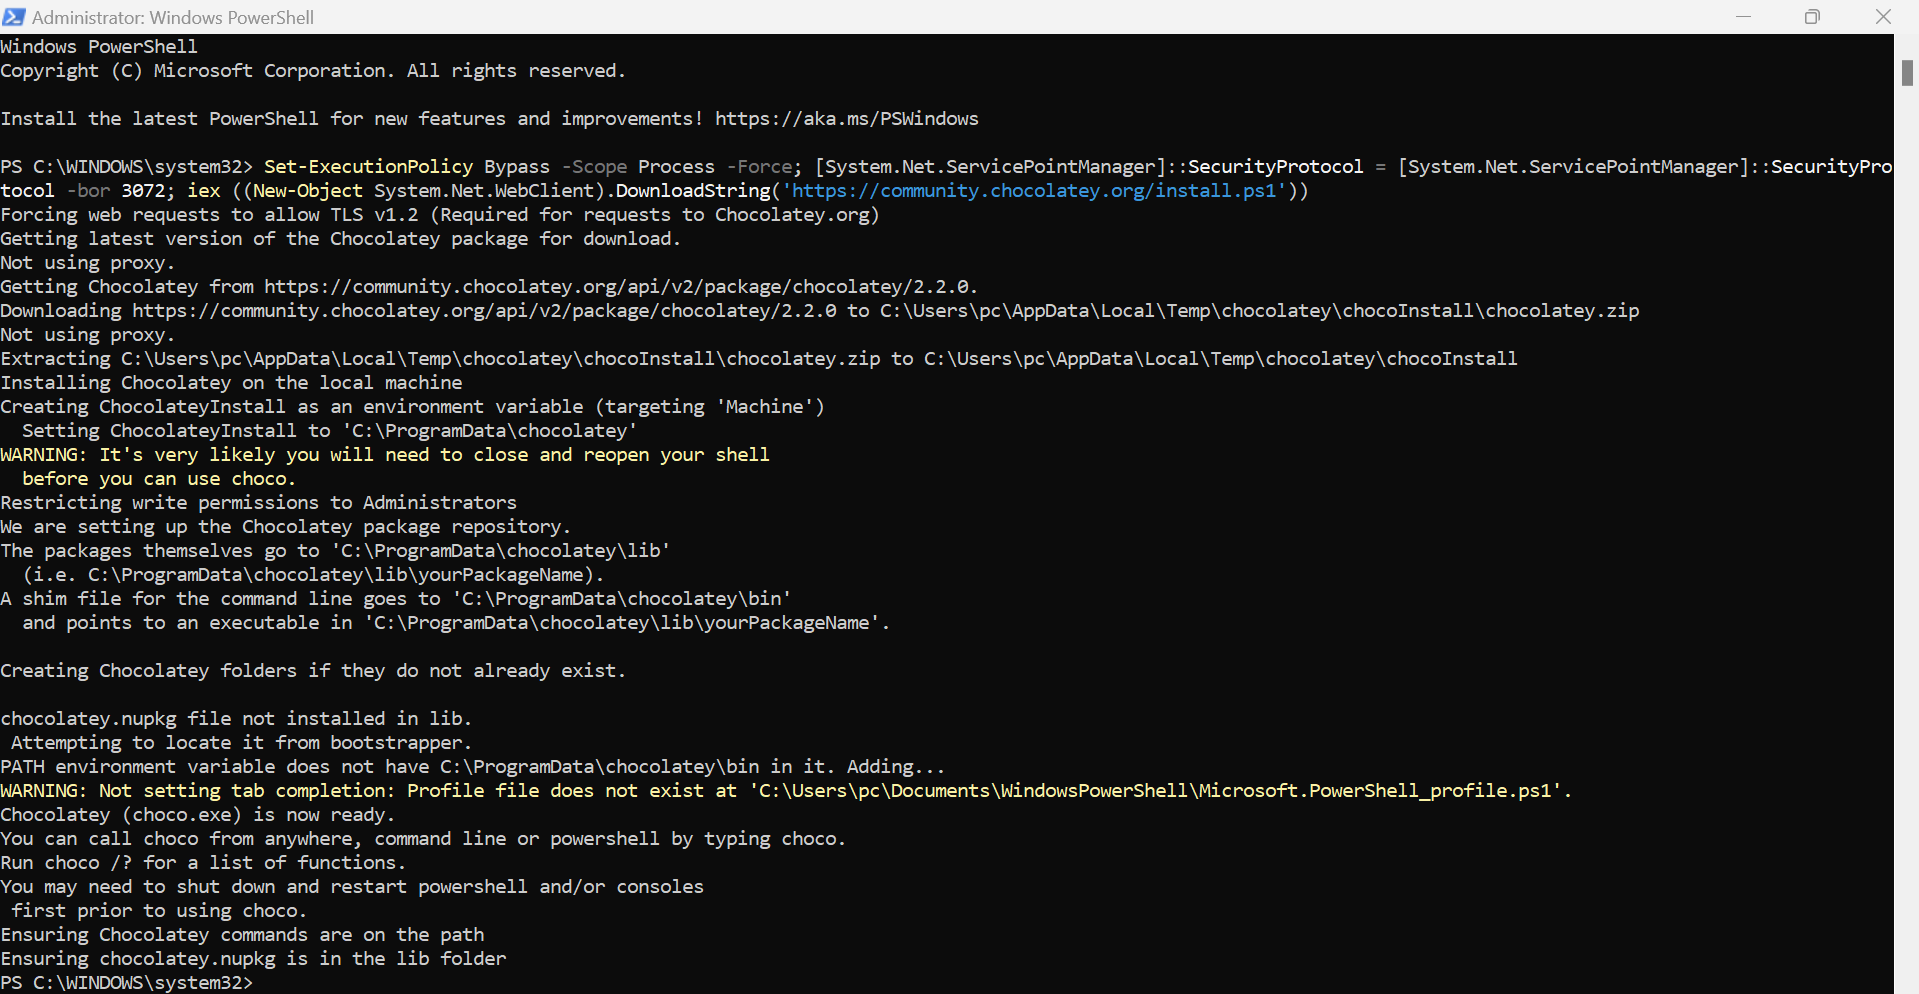 Administrator: Windows PowerShell
Windows PowerShell
Copyright (C) Microsoft Corporation. All rights reserved.
Install the latest PowerShell for new features and improvements! https://aka.ms/PSWindows
PS C:\WINDOWS\system32> Set-ExecutionPolicy Bypass -Scope Process -Force; [System.Net.ServicePointManager]::SecurityProtocol = [System.Net.ServicePointManager]::SecurityPro
tocol -bor 3072; iex ((New-Object System.Net.WebClient).DownloadString('https://community.chocolatey.org/install.ps1'))
Forcing web requests to allow TLS v1.2 (Required for requests to Chocolatey.org)
Getting latest version of the Chocolatey package for download.
Not using proxy.
Getting Chocolatey from https://community.chocolatey.org/api/v2/package/chocolatey/2.2.0.
Downloading https://community.chocolatey.org/api/v2/package/chocolatey/2.2.0 to C:\Users\pc\AppData\Local\Temp\chocolatey\chocoInstall\chocolatey.zip
Not using proxy.
Extracting C:\Users\pc\AppData\Local\Temp\chocolatey\chocoInstall\chocolatey.zip to C:\Users\pc\AppData\Local\Temp\chocolatey\chocoInstall
Installing Chocolatey on the local machine
Creating ChocolateyInstall as an environment variable (targeting 'Machine')
  Setting ChocolateyInstall to 'C:\ProgramData\chocolatey'
WARNING: It's very likely you will need to close and reopen your shell
  before you can use choco.
Restricting write permissions to Administrators
We are setting up the Chocolatey package repository.
The packages themselves go to 'C:\ProgramData\chocolatey\lib'
  (i.e. C:\ProgramData\chocolatey\lib\yourPackageName).
A shim file for the command line goes to 'C:\ProgramData\chocolatey\bin'
  and points to an executable in 'C:\ProgramData\chocolatey\lib\yourPackageName'.
Creating Chocolatey folders if they do not already exist.
chocolatey.nupkg file not installed in lib.
 Attempting to locate it from bootstrapper.
PATH environment variable does not have C:\ProgramData\chocolatey\bin in it. Adding...
WARNING: Not setting tab completion: Profile file does not exist at 'C:\Users\pc\Documents\WindowsPowerShell\Microsoft.PowerShell_profile.ps1'.
Chocolatey (choco.exe) is now ready.
You can call choco from anywhere, command line or powershell by typing choco.
Run choco /? for a list of functions.
You may need to shut down and restart powershell and/or consoles
 first prior to using choco.
Ensuring Chocolatey commands are on the path
Ensuring chocolatey.nupkg is in the lib folder
PS C:\WINDOWS\system32>